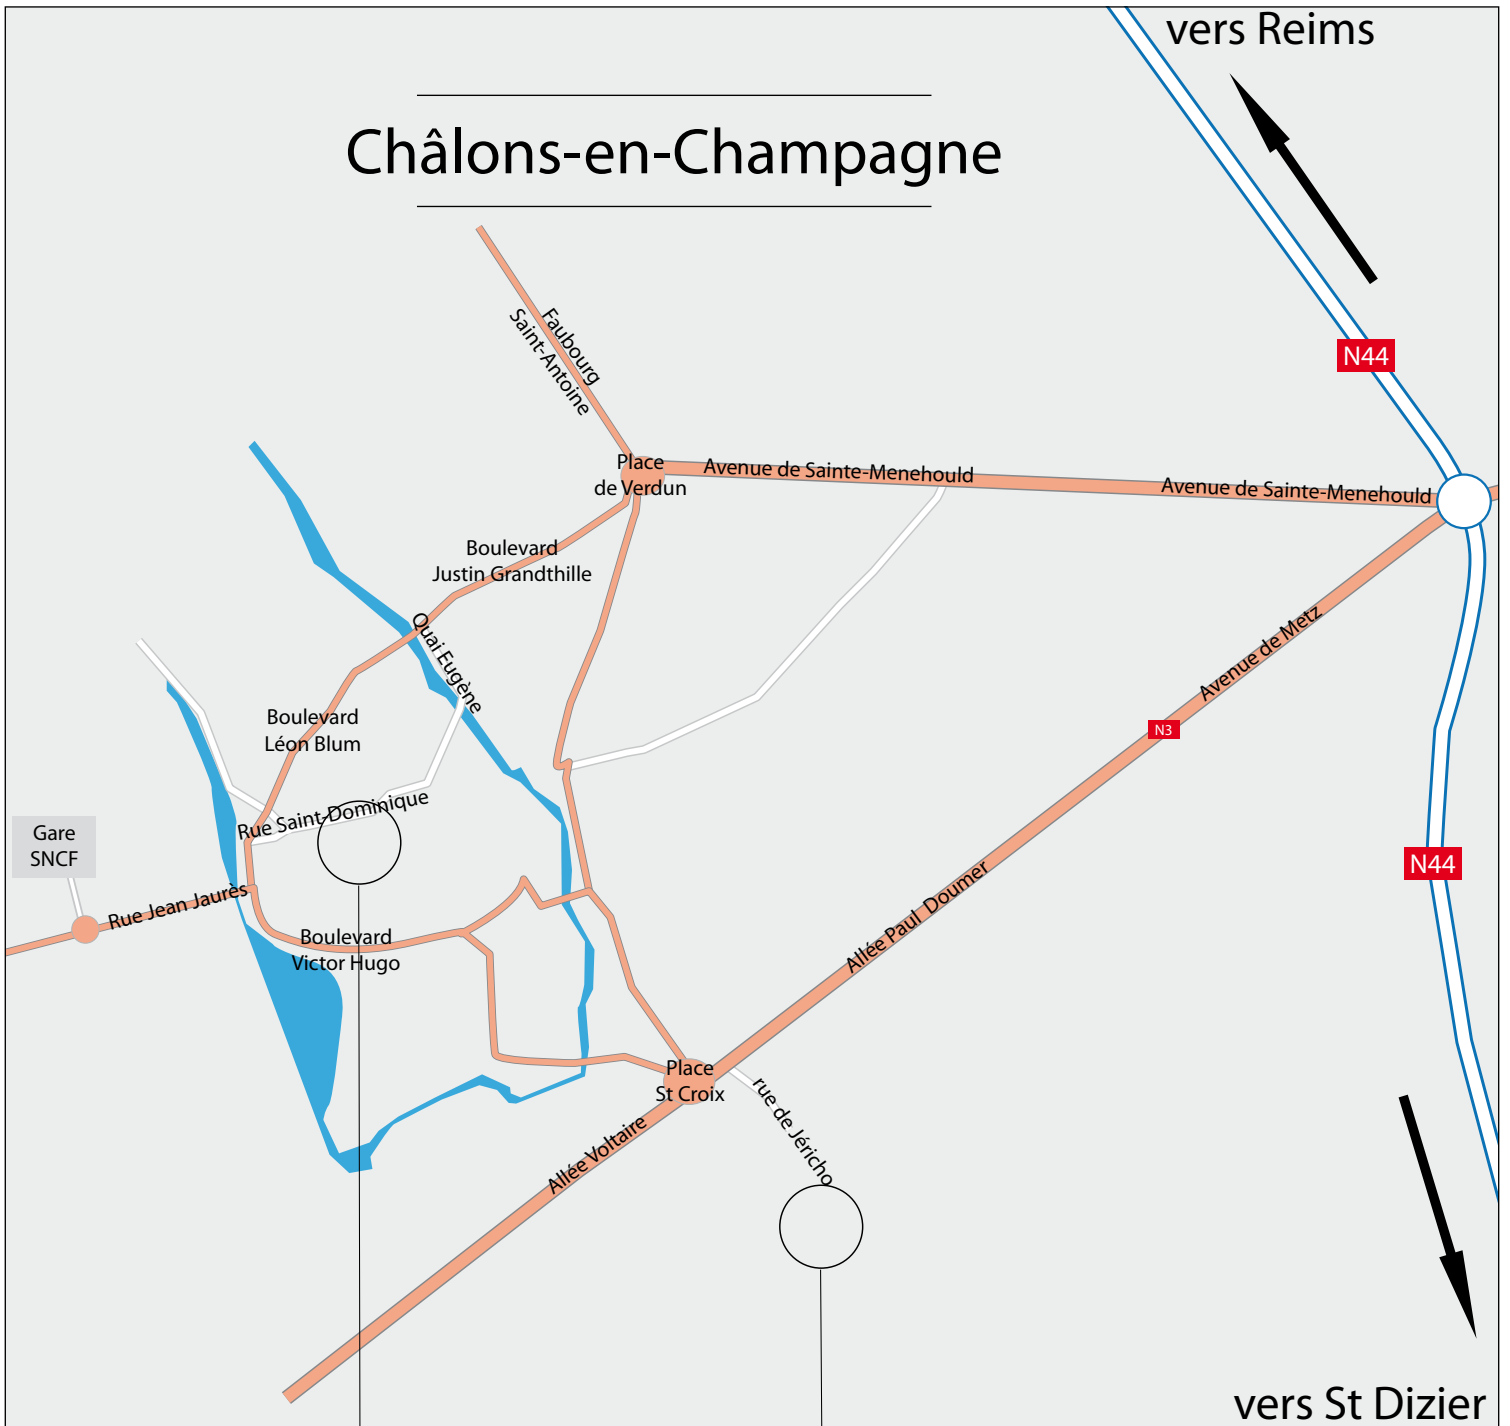 vers Reims
Châlons-en-Champagne
Faubourg
Saint-Antoine
N44
Place
de Verdun
Avenue de Sainte-Menehould
Avenue de Sainte-Menehould
Boulevard
Justin Grandthille
Quai Eugène
Avenue de Metz
Boulevard
Léon Blum
N3
Rue Saint-Dominique
Gare
SNCF
N44
Rue Jean Jaurès
Allée Paul Doumer
Boulevard
Victor Hugo
Place
St Croix
rue de Jéricho
Allée Voltaire
vers St Dizier